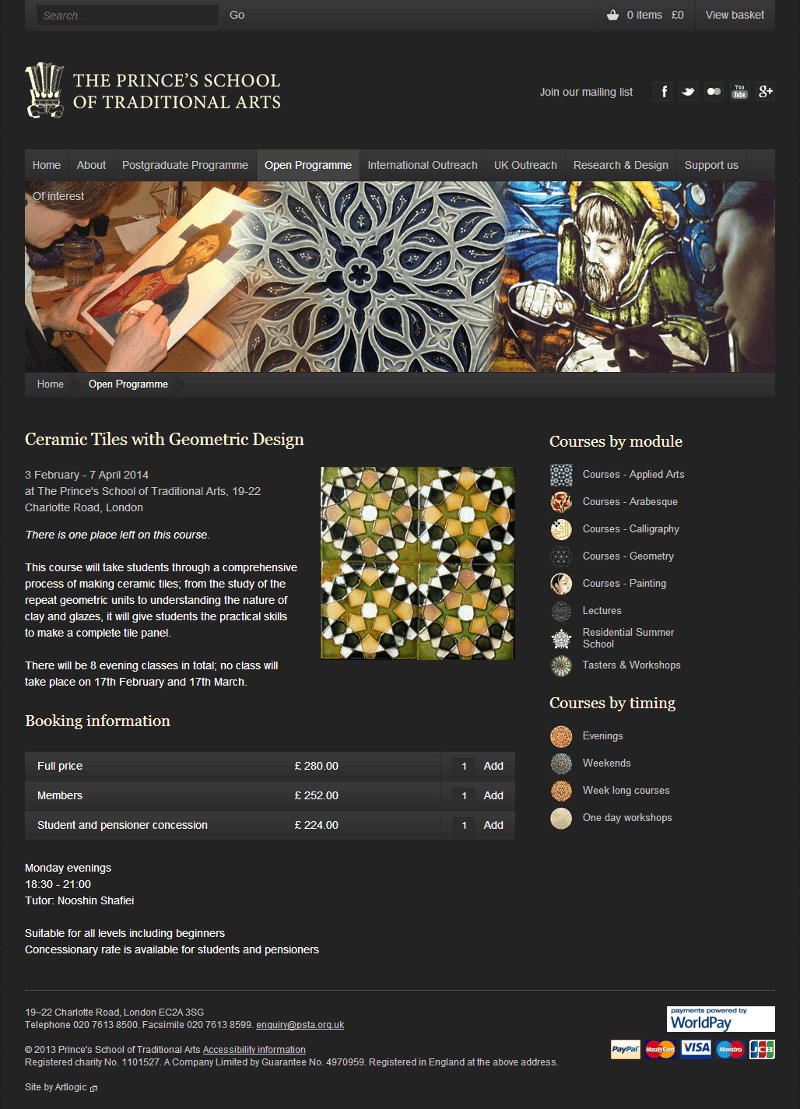 Search... Go 0 items £0 View basket
THE PRINCE'S SCHOOL
OF TRADITIONAL ARTS
Join our mailing list f You Tube g+
Home About Postgraduate Programme Open Programme International Outreach UK Outreach Research & Design Support us
Of interest
Home Open Programme
Ceramic Tiles with Geometric Design
3 February - 7 April 2014
at The Prince's School of Traditional Arts, 19-22
Charlotte Road, London
There is one place left on this course.
This course will take students through a comprehensive
process of making ceramic tiles; from the study of the
repeat geometric units to understanding the nature of
clay and glazes, it will give students the practical skills
to make a complete tile panel.
There will be 8 evening classes in total; no class will
take place on 17th February and 17th March.
Booking information
Full price £ 280.00 1 Add
Members £ 252.00 1 Add
Student and pensioner concession £ 224.00 1 Add
Monday evenings
18:30 - 21:00
Tutor: Nooshin Shafiei
Suitable for all levels including beginners
Concessionary rate is available for students and pensioners
Courses by module
Courses - Applied Arts
Courses - Arabesque
Courses - Calligraphy
Courses - Geometry
Courses - Painting
Lectures
Residential Summer
School
Tasters & Workshops
Courses by timing
Evenings
Weekends
Week long courses
One day workshops
19–22 Charlotte Road, London EC2A 3SG
Telephone 020 7613 8500. Facsimile 020 7613 8599. enquiry@psta.org.uk
© 2013 Prince's School of Traditional Arts Accessibility information
Registered charity No. 1101527. A Company Limited by Guarantee No. 4970959. Registered in England at the above address.
Site by Artlogic
payments powered by
WorldPay
PayPal MasterCard VISA Maestro JCB